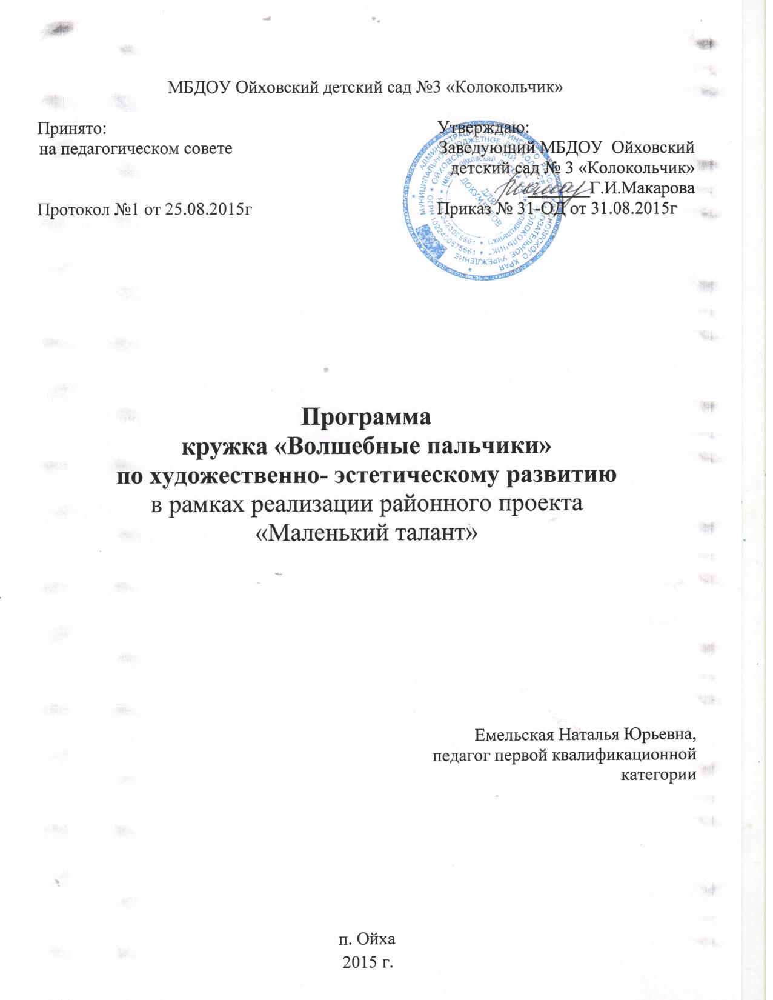 МБДОУ Ойховский детский сад №3 «Колокольчик»
Принято:
на педагогическом совете
Протокол №1 от 25.08.2015г
Утверждаю:
Заведующий МБДОУ Ойховский
детский сад № 3 «Колокольчик»
Г.И.Макарова
Приказ № 31-ОД от 31.08.2015г
ДЛЯ
ДОКУМЕНТОВ
Программа
кружка «Волшебные пальчики»
по художественно- эстетическому развитию
в рамках реализации районного проекта
«Маленький талант»
Емельская Наталья Юрьевна,
педагог первой квалификационной
категории
п. Ойха
2015 г.